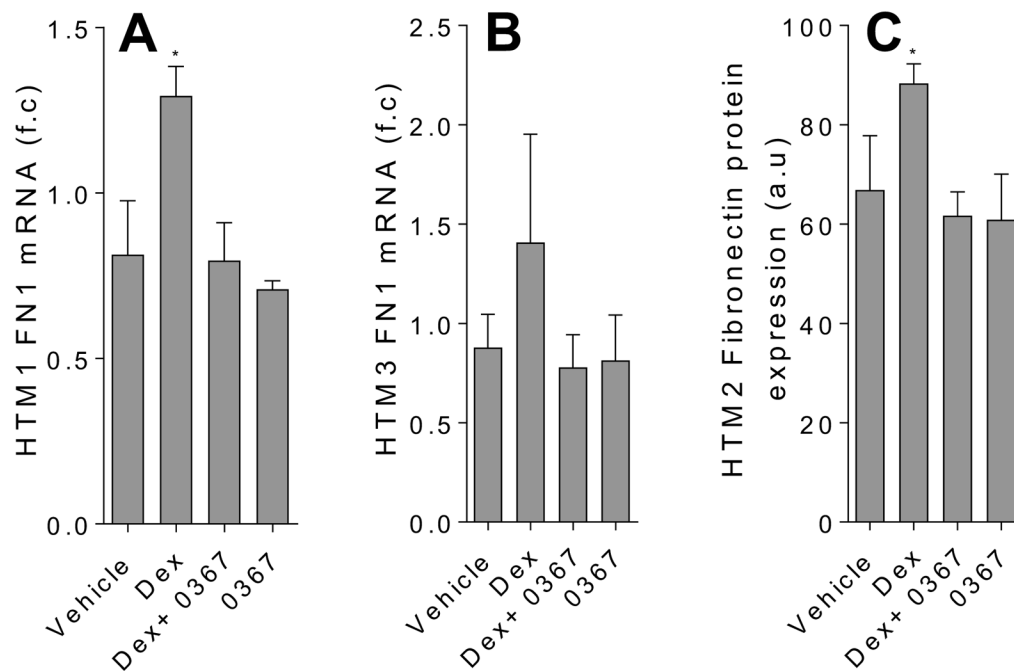 A
HTM1 FN1 mRNA (f.c)
1.5
1.0
0.5
0.0
*
Vehicle
Dex
Dex+ 0367
0367
B
HTM3 FN1 mRNA (f.c)
2.5
2.0
1.5
1.0
0.5
0.0
Vehicle
Dex
Dex+ 0367
0367
C
HTM2 Fibronectin protein
expression (a.u)
100
80
60
40
20
0
*
Vehicle
Dex
Dex+ 0367
0367